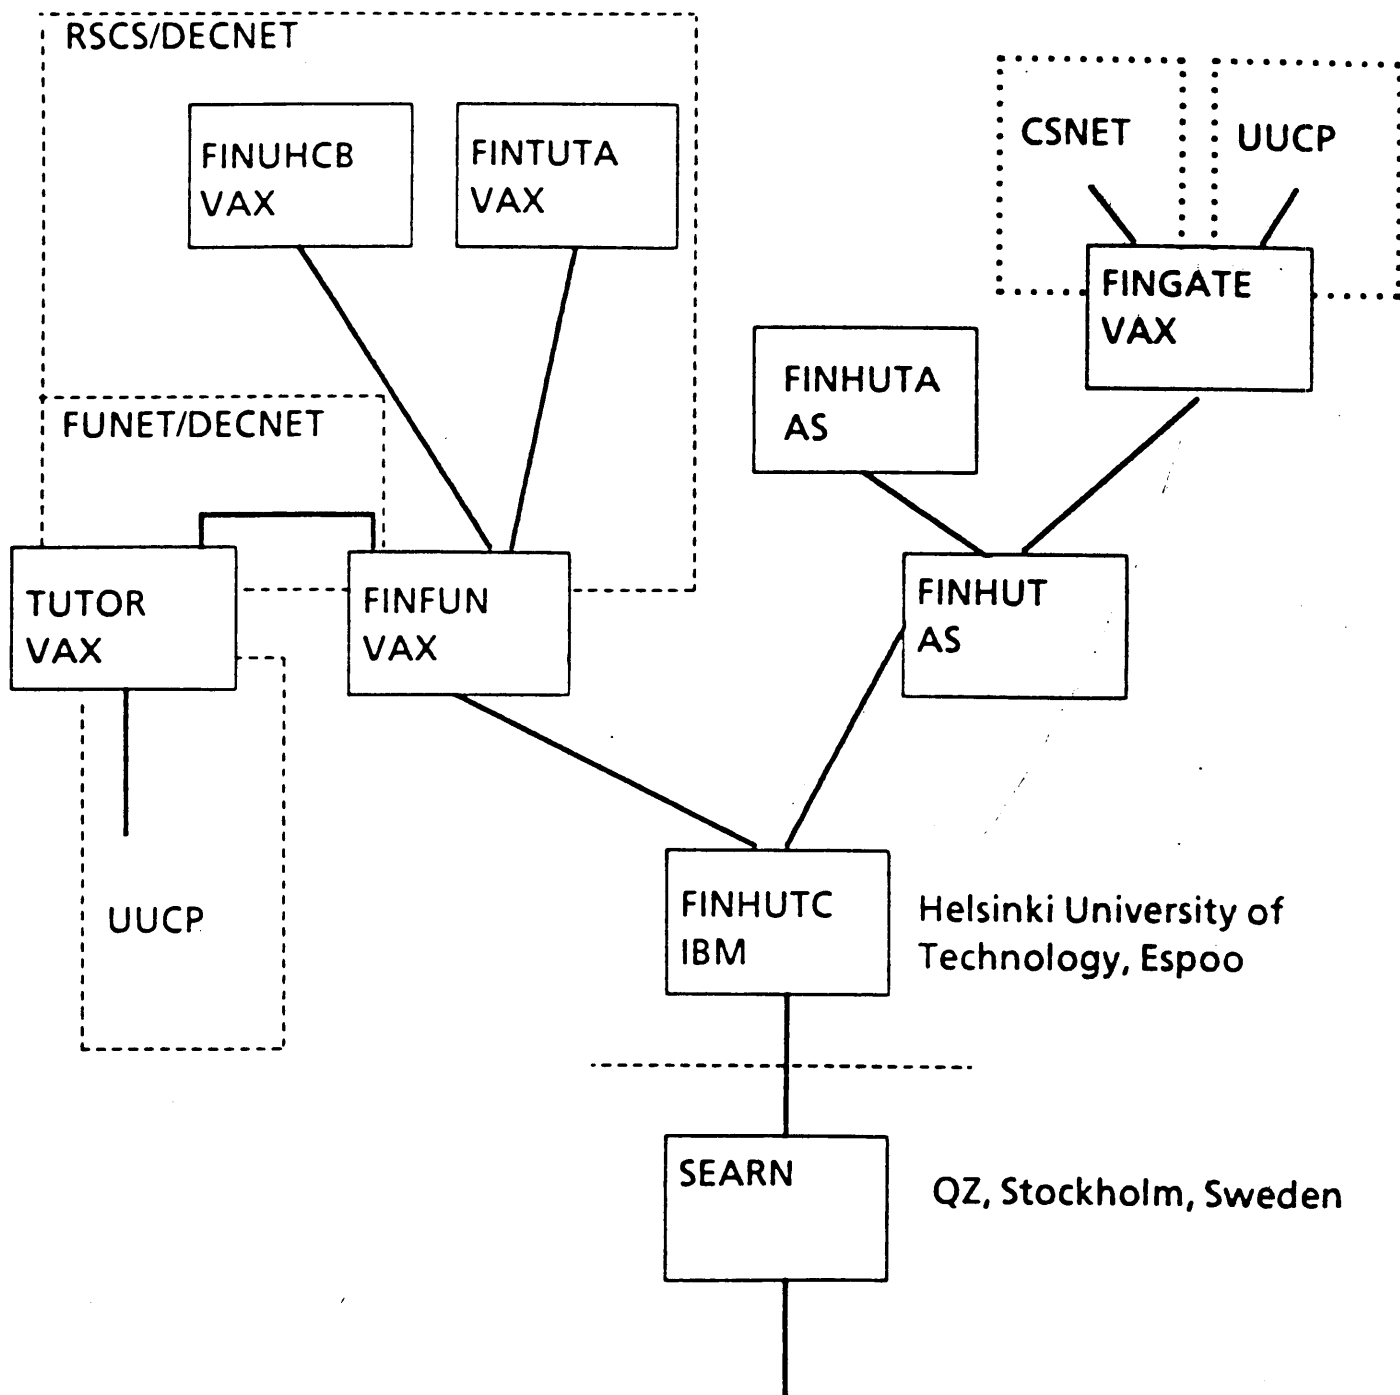 RSCS/DECNET
FINUHCB
VAX
FINTUTA
VAX
CSNET
UUCP
FINGATE
VAX
FINHUTA
AS
FUNET/DECNET
TUTOR
VAX
FINFUN
VAX
FINHUT
AS
UUCP
FINHUTC
IBM
Helsinki University of
Technology, Espoo
SEARN
QZ, Stockholm, Sweden